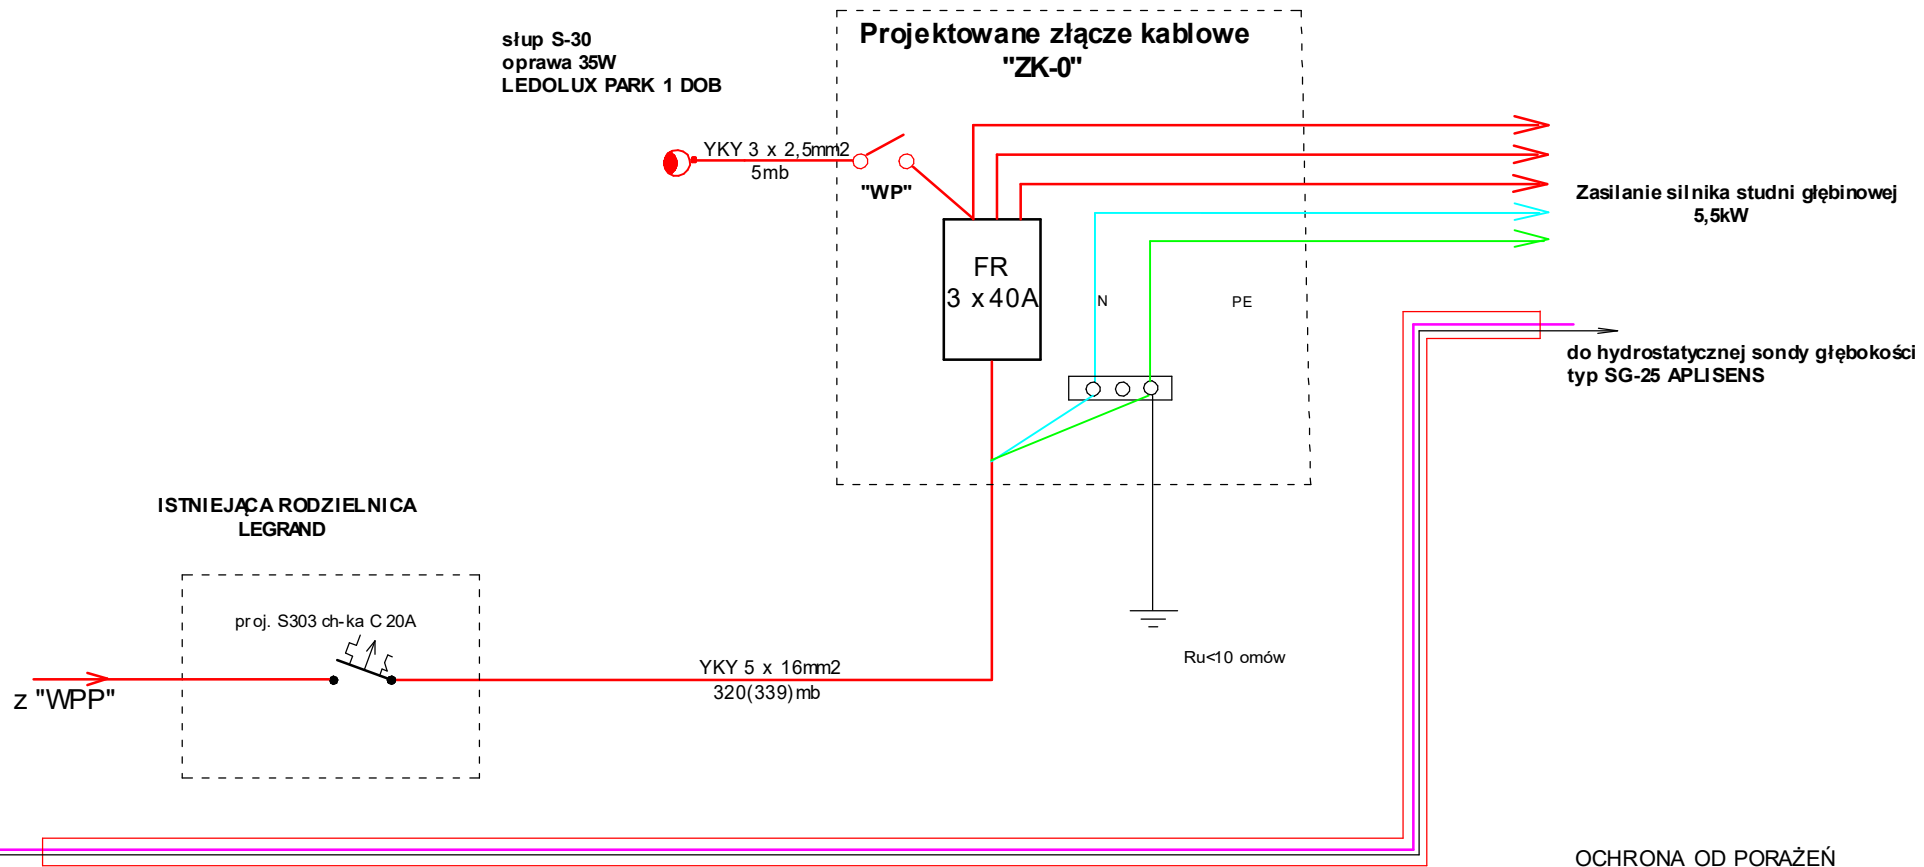 słup S-30
oprawa 35W
LEDOLUX PARK 1 DOB
Projektowane złącze kablowe
"ZK-0"
YKY 3 x 2,5mm2
5mb
"WP"
Zasilanie silnika studni głębinowej
5,5kW
FR
3 x 40A
N
PE
do hydrostatycznej sondy głębokości
typ SG-25 APLISENS
ISTNIEJĄCA RODZIELNICA
LEGRAND
proj. S303 ch-ka C 20A
z "WPP"
YKY 5 x 16mm2
320(339)mb
Ru<10 omów
OCHRONA OD PORAŻEŃ